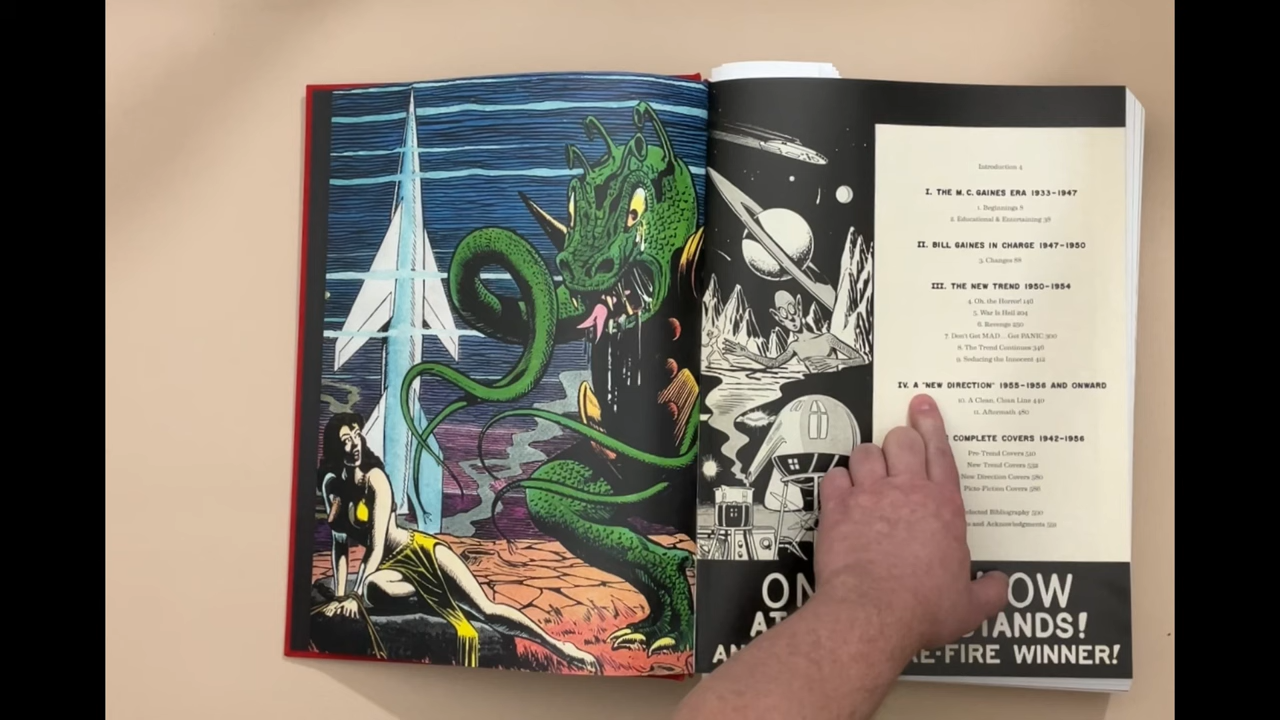 Introduction 4
I. THE M. C. GAINES ERA 1933–1947
1. Beginnings 8
2. Educational & Entertaining 38
II. BILL GAINES IN CHARGE 1947–1950
3. Changes 88
III. THE NEW TREND 1950–1954
4. Oh, the Horror! 146
5. War Is Hell 204
6. Revenge 250
7. Don't Get MAD... Get PANIC 300
8. The Trend Continues 346
9. Seducing the Innocent 412
IV. A "NEW DIRECTION" 1955–1956 AND ONWARD
10. A Clean, Clean Line 440
11. Aftermath 480
COMPLETE COVERS 1942–1956
Pre-Trend Covers 510
New Trend Covers 532
New Direction Covers 580
Picto-Fiction Covers 586
Bibliography 590
and Acknowledgments 591
ON OW
AT STANDS!
AN RE-FIRE WINNER!